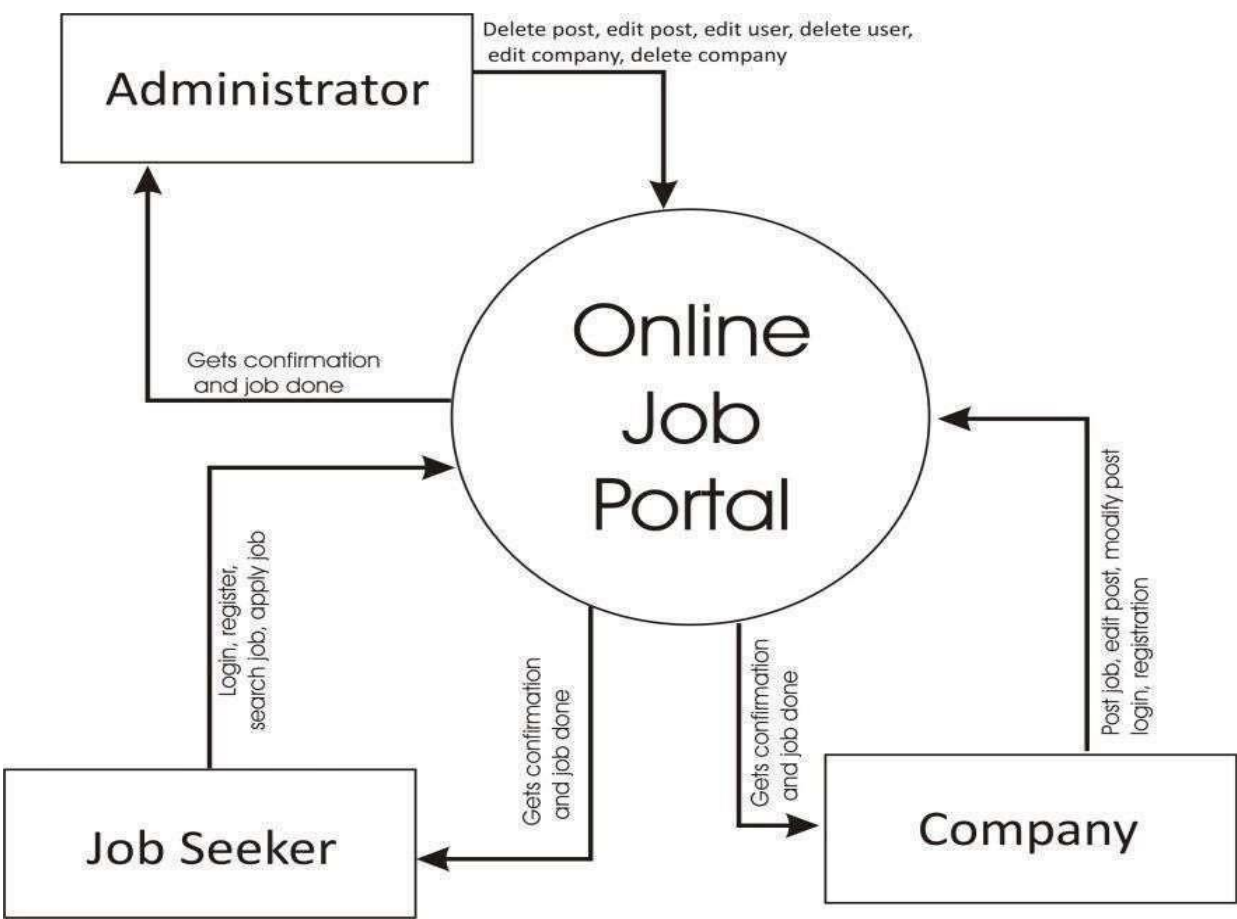 Delete post, edit post, edit user, delete user,
edit company, delete company
Administrator
Online
Job
Portal
Gets confirmation
and job done
Login, register,
search job, apply job
Gets confirmation
and job done
Gets confirmation
and job done
Post job, edit post, modify post
login, registration
Job Seeker
Company